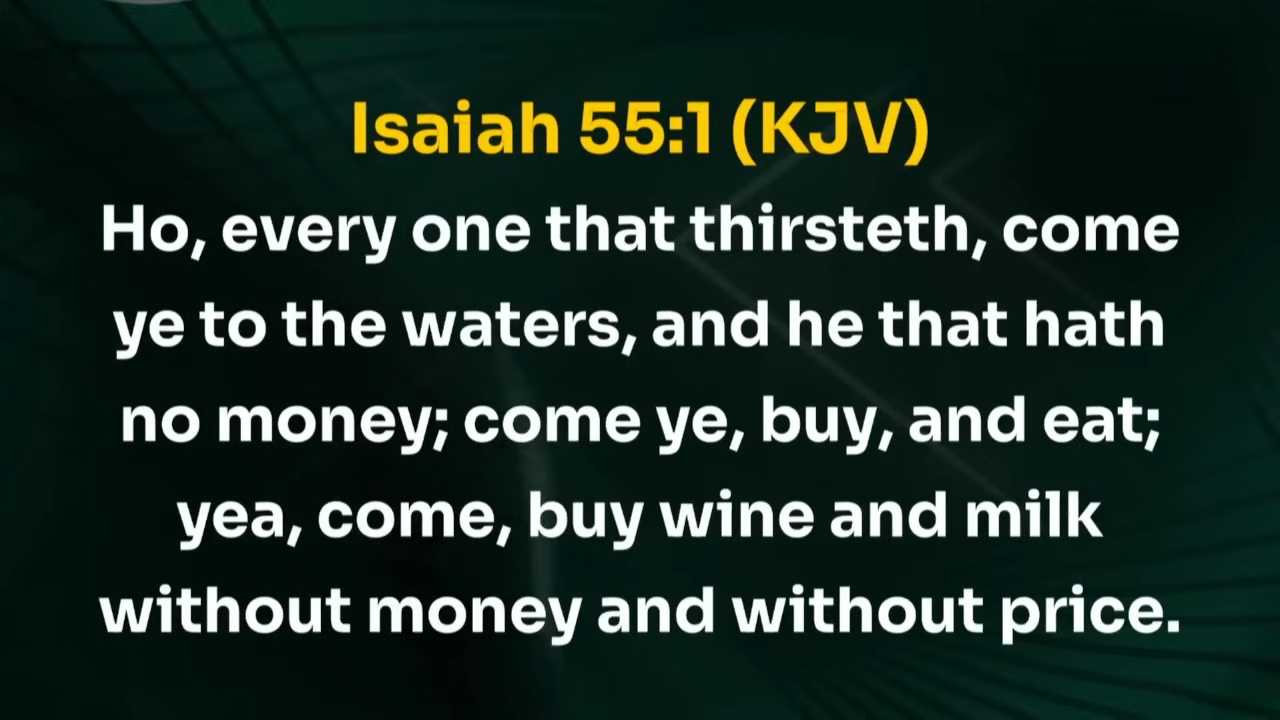 Isaiah 55:1 (KJV)
Ho, every one that thirsteth, come
ye to the waters, and he that hath
no money; come ye, buy, and eat;
yea, come, buy wine and milk
without money and without price.